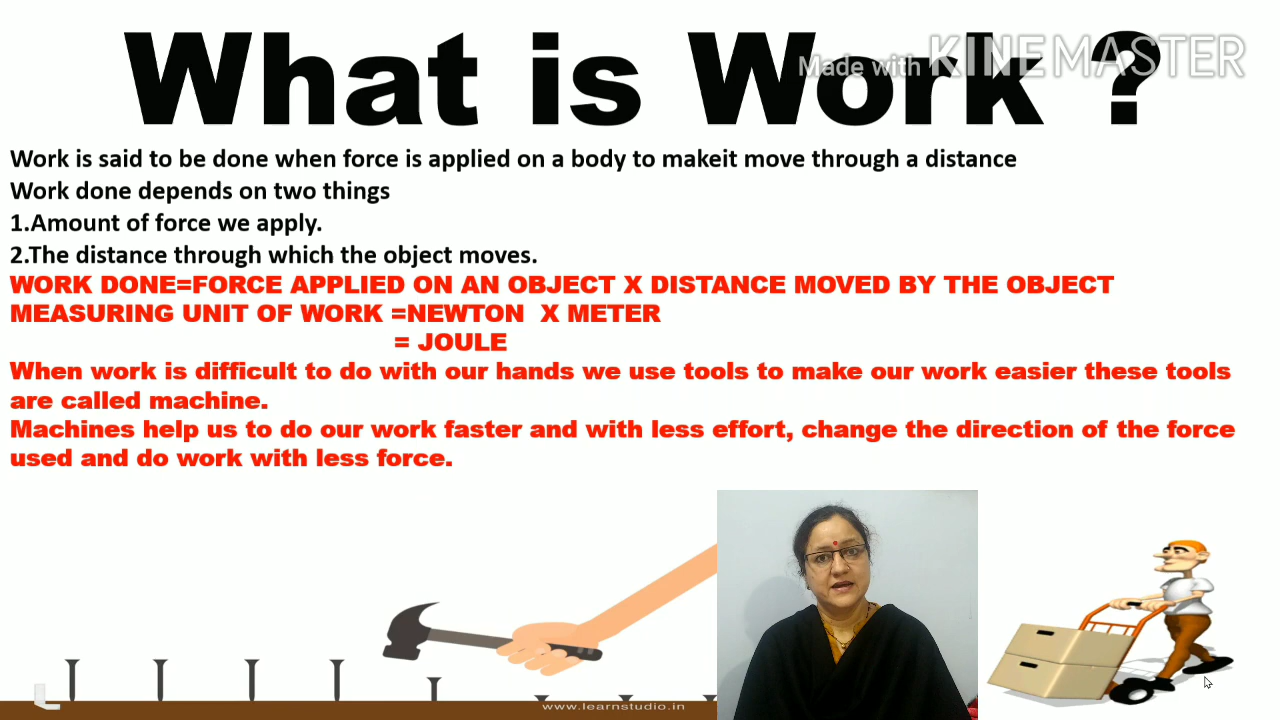 What is Work ?
Made with KINEMASTER
Work is said to be done when force is applied on a body to makeit move through a distance
Work done depends on two things
1.Amount of force we apply.
2.The distance through which the object moves.
WORK DONE=FORCE APPLIED ON AN OBJECT X DISTANCE MOVED BY THE OBJECT
MEASURING UNIT OF WORK =NEWTON X METER
= JOULE
When work is difficult to do with our hands we use tools to make our work easier these tools
are called machine.
Machines help us to do our work faster and with less effort, change the direction of the force
used and do work with less force.
www.learnstudio.in